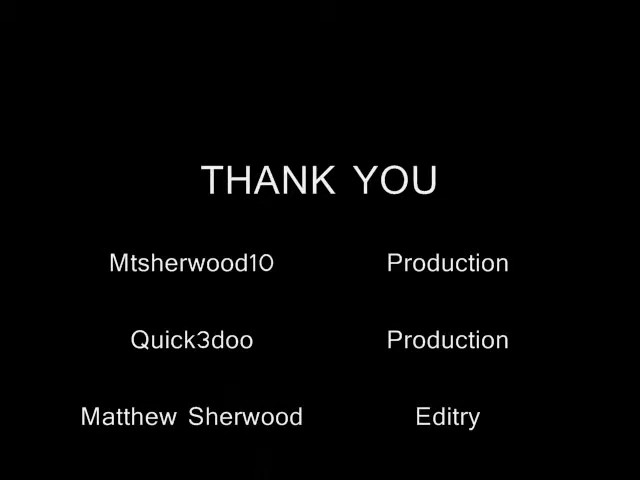 THANK YOU
Mtsherwood10 Production
Quick3doo Production
Matthew Sherwood Editry